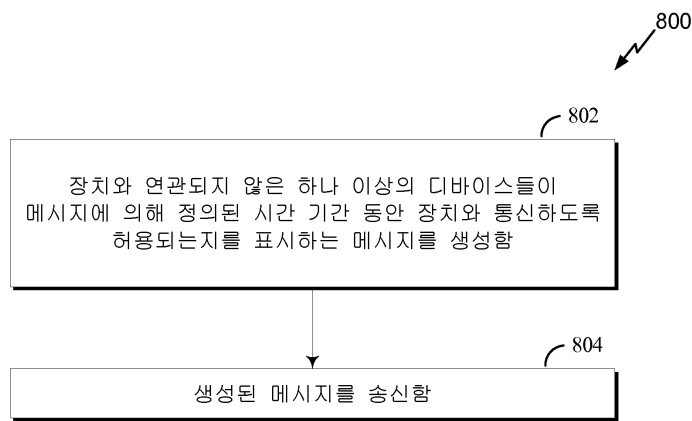 800
802
장치와 연관되지 않은 하나 이상의 디바이스들이
메시지에 의해 정의된 시간 기간 동안 장치와 통신하도록
허용되는지를 표시하는 메시지를 생성함
804
생성된 메시지를 송신함